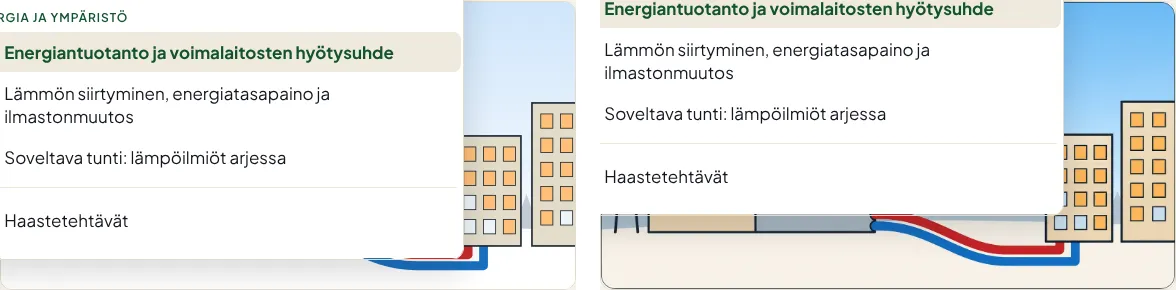 RGIA JA YMPÄRISTÖ
Energiantuotanto ja voimalaitosten hyötysuhde
Lämmön siirtyminen, energiatasapaino ja
ilmastonmuutos
Soveltava tunti: lämpöilmiöt arjessa
Haastetehtävät
Energiantuotanto ja voimalaitosten hyötysuhde
Lämmön siirtyminen, energiatasapaino ja
ilmastonmuutos
Soveltava tunti: lämpöilmiöt arjessa
Haastetehtävät